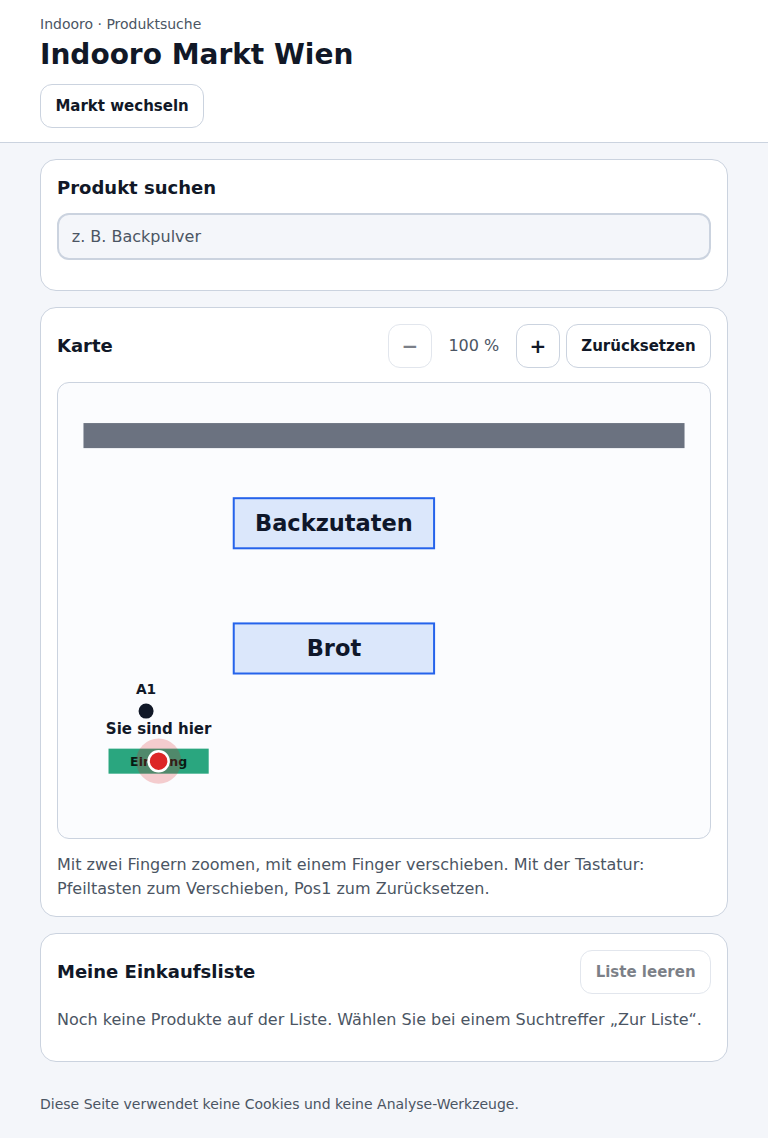 Indooro · Produktsuche
Indooro Markt Wien
Markt wechseln
Produkt suchen
z. B. Backpulver
Karte
− 100 % + Zurücksetzen
Backzutaten
Brot
A1
Sie sind hier
Mit zwei Fingern zoomen, mit einem Finger verschieben. Mit der Tastatur:
Pfeiltasten zum Verschieben, Pos1 zum Zurücksetzen.
Meine Einkaufsliste
Liste leeren
Noch keine Produkte auf der Liste. Wählen Sie bei einem Suchtreffer „Zur Liste“.
Diese Seite verwendet keine Cookies und keine Analyse-Werkzeuge.